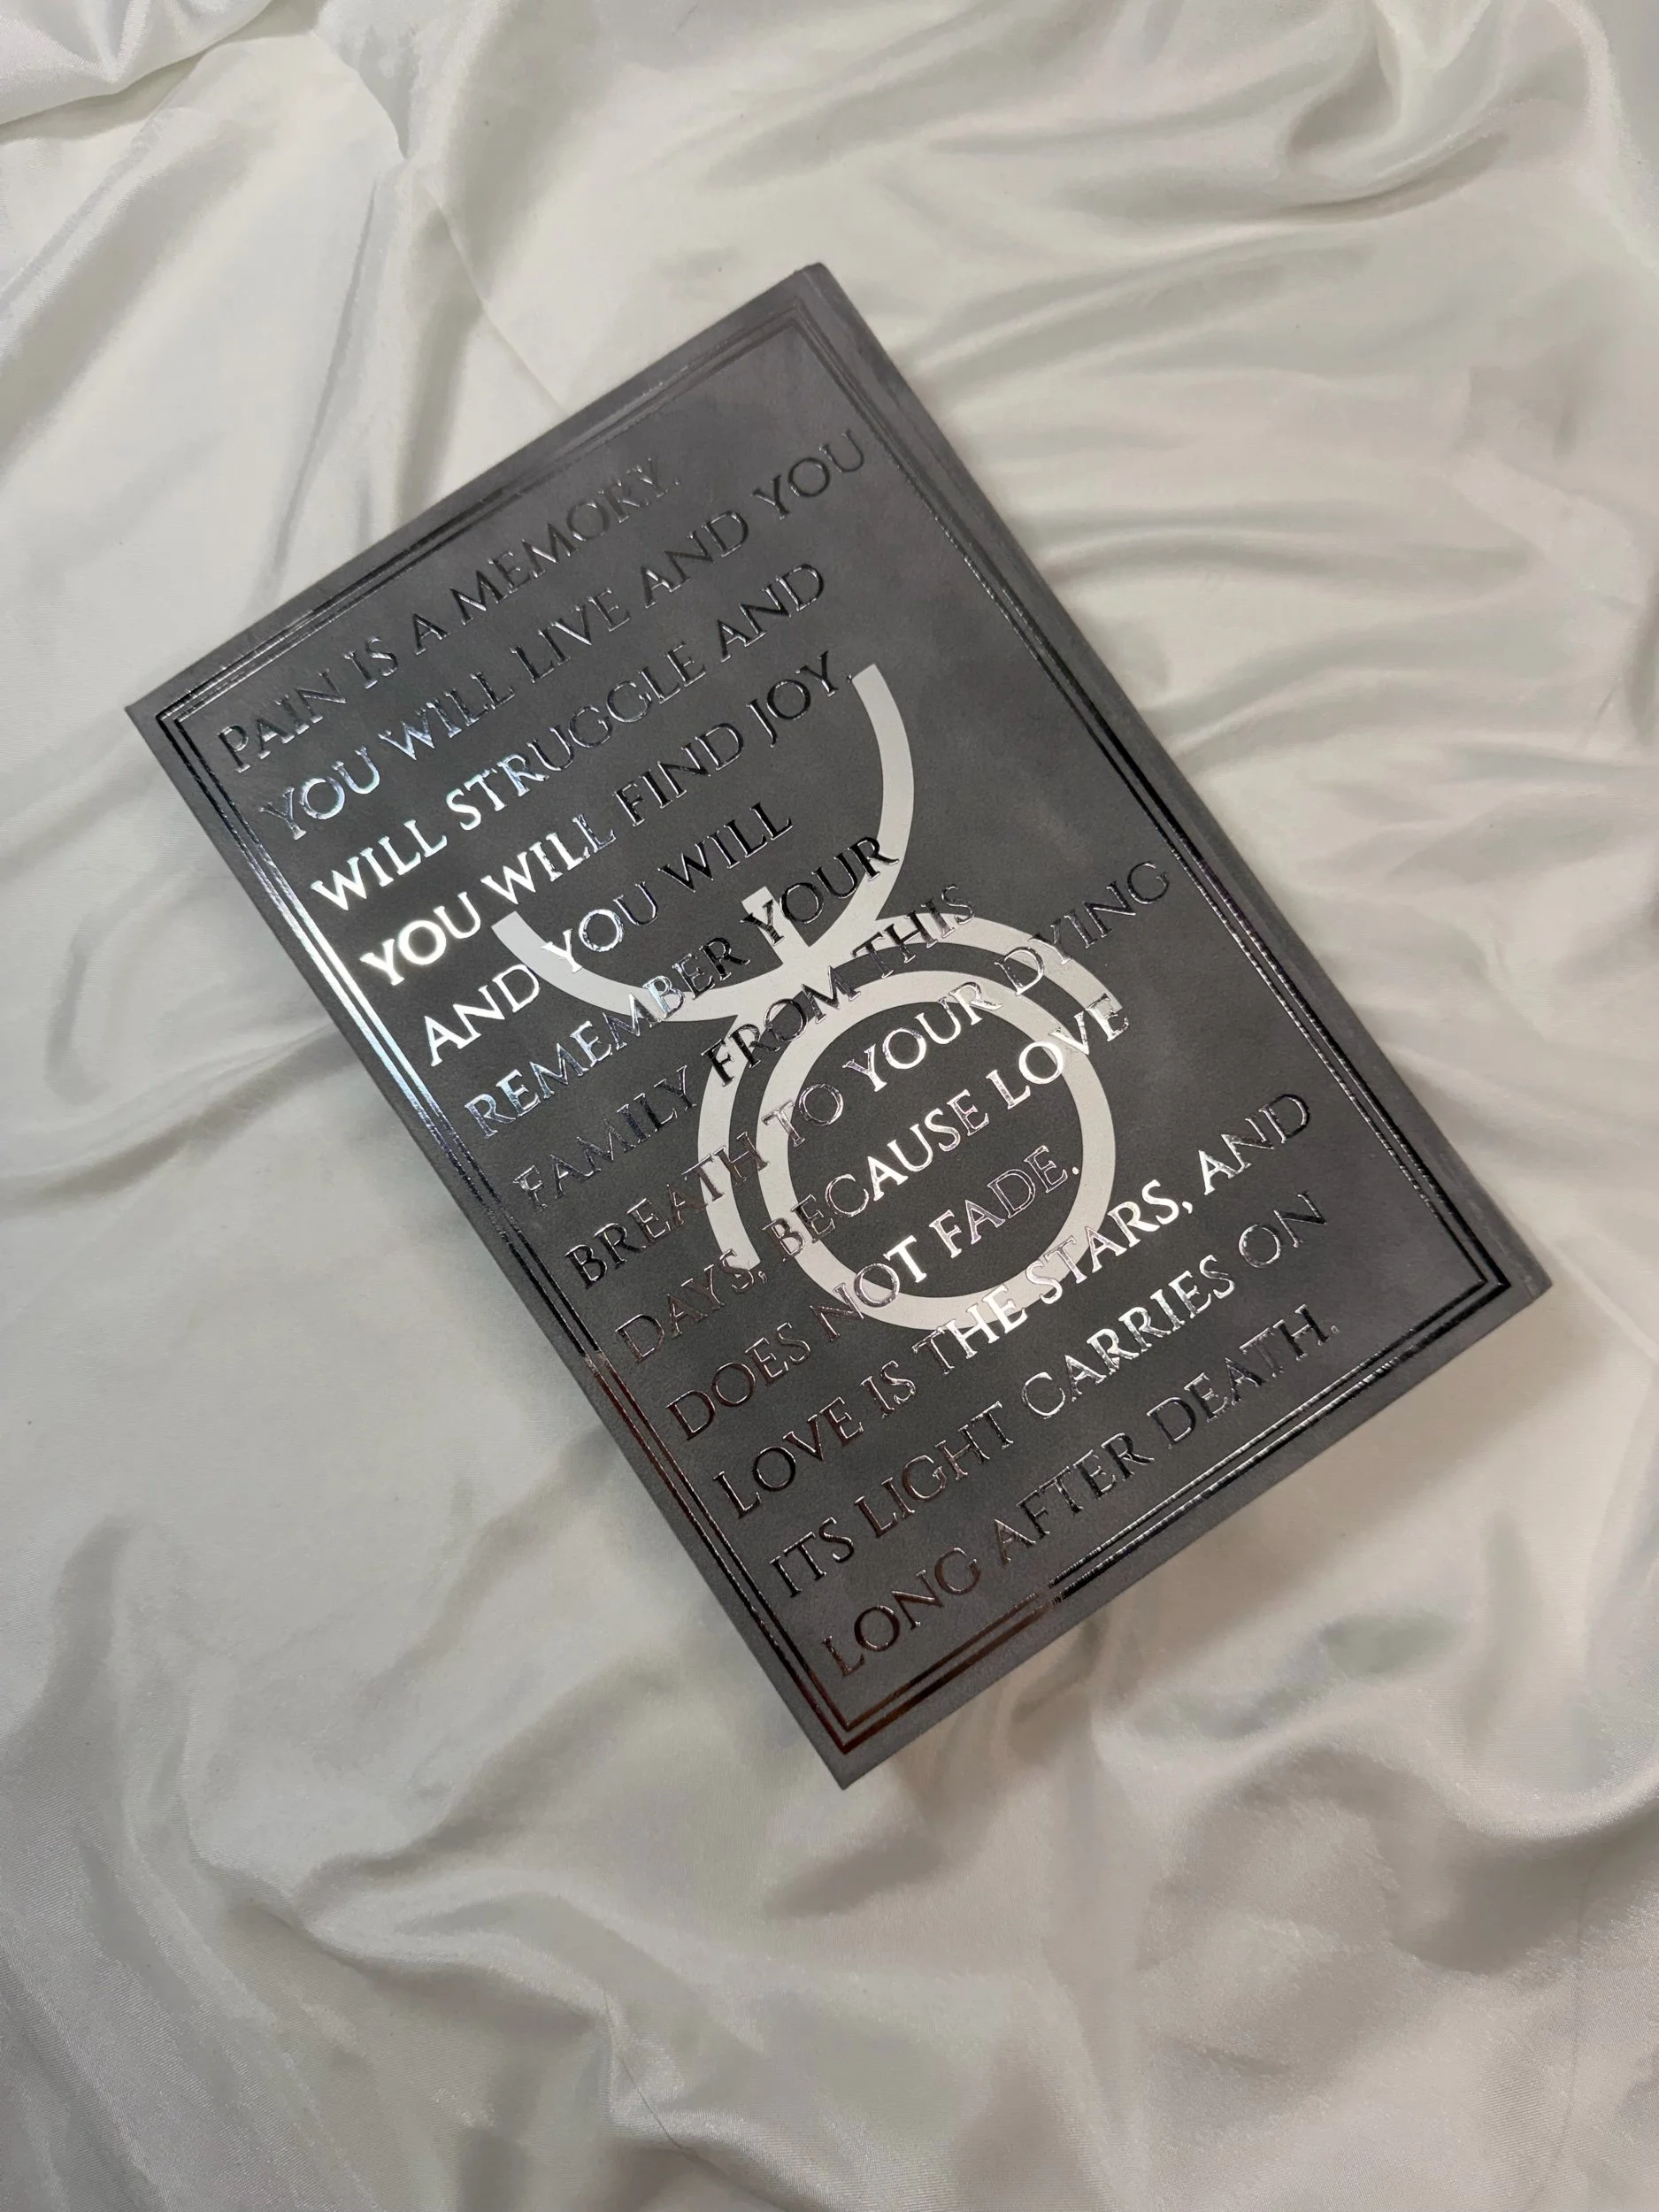 PAIN IS A MEMORY.
YOU WILL LIVE AND YOU
WILL STRUGGLE AND
YOU WILL FIND JOY.
AND YOU WILL
REMEMBER YOUR
FAMILY FROM THIS
BREATH TO YOUR DYING
DAYS, BECAUSE LOVE
DOES NOT FADE.
LOVE IS THE STARS, AND
ITS LIGHT CARRIES ON
LONG AFTER DEATH.